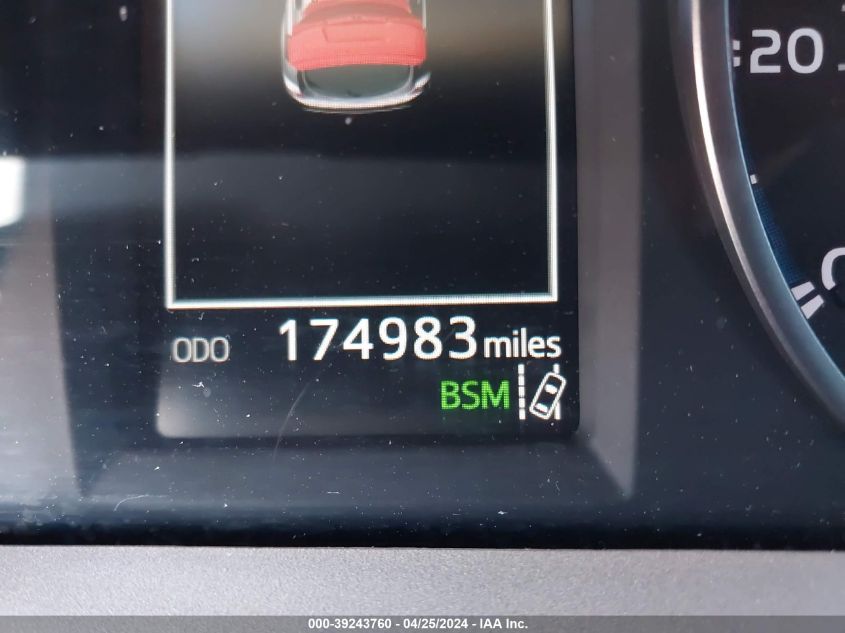 :20
ODO 174983 miles
BSM
000-39243760 - 04/25/2024 - IAA Inc.